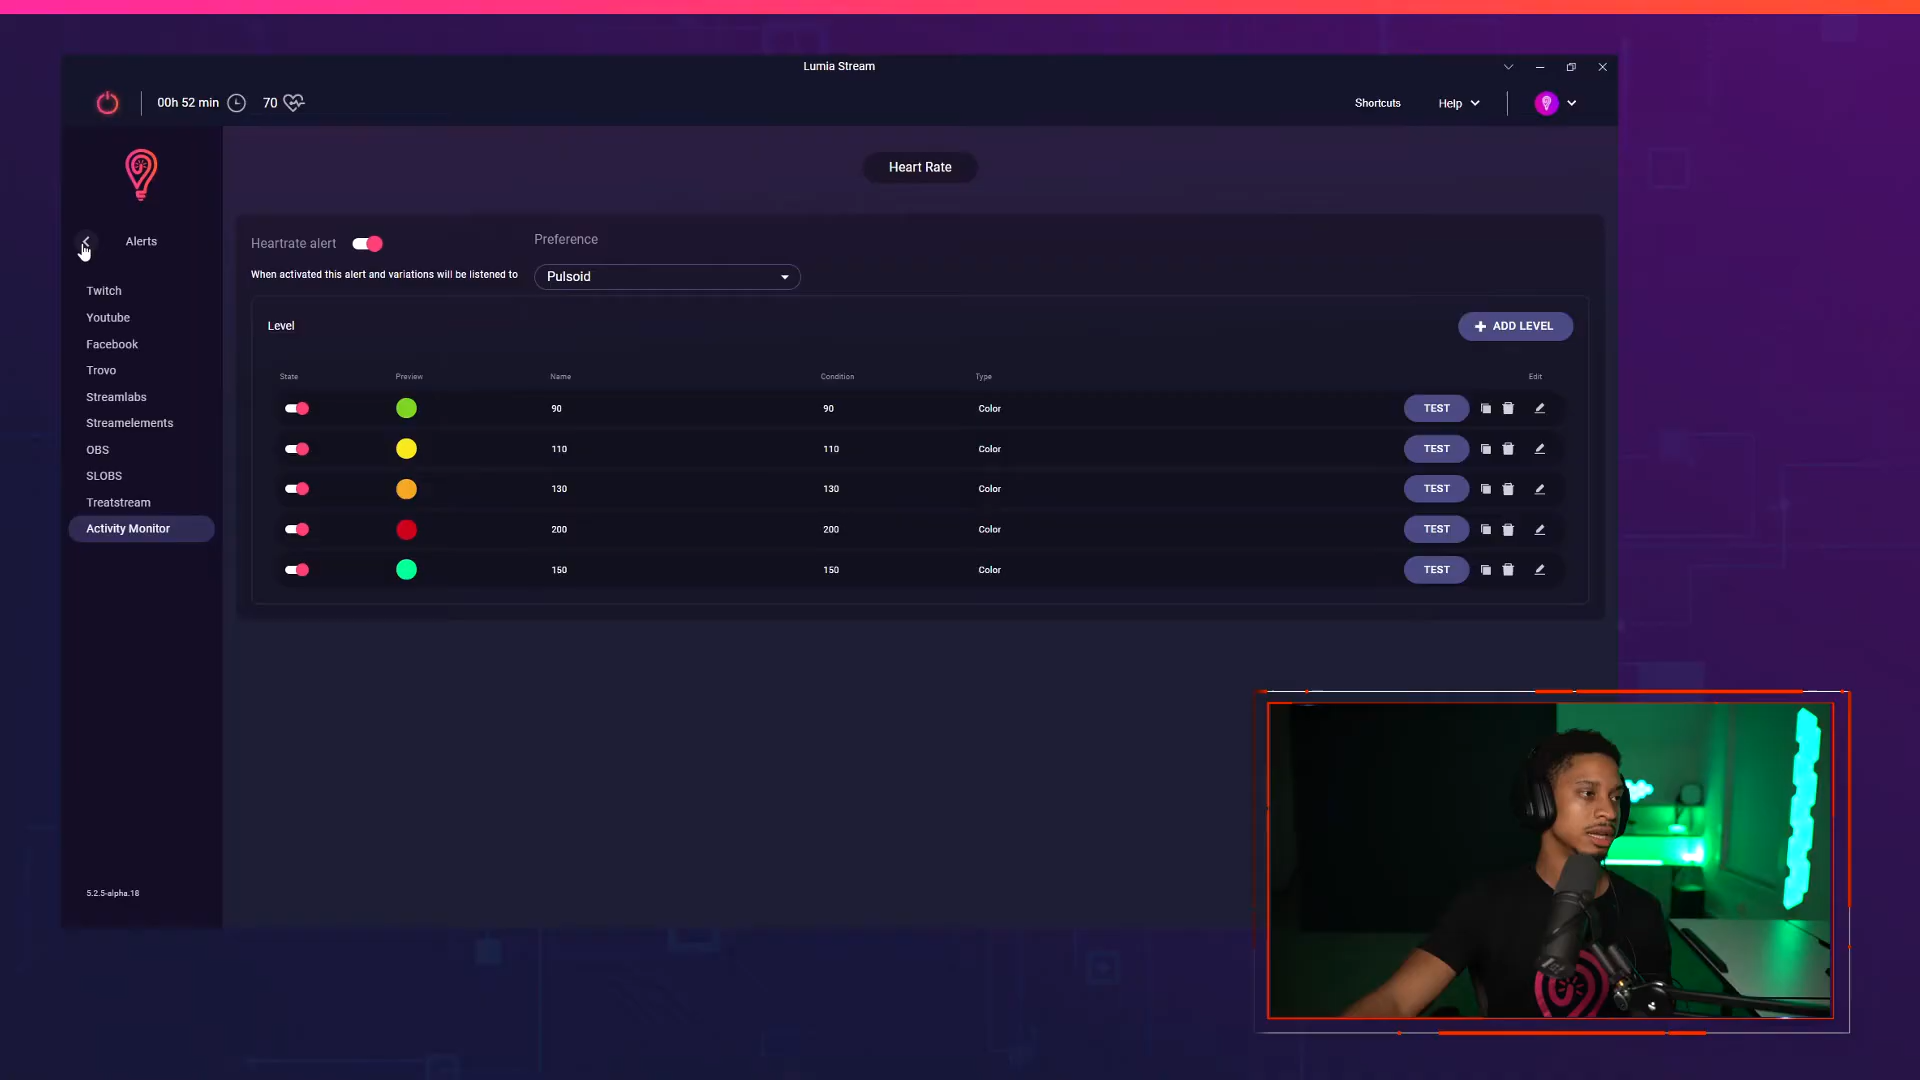 Lumia Stream
00h 52 min 70
Shortcuts Help
Heart Rate
Alerts
Twitch
Youtube
Facebook
Trovo
Streamlabs
Streamelements
OBS
SLOBS
Treatstream
Activity Monitor
5.2.5-alpha.18
Heartrate alert
When activated this alert and variations will be listened to
Preference
Pulsoid
Level
ADD LEVEL
State Preview Name Condition Type Edit
90 90 Color TEST
110 110 Color TEST
130 130 Color TEST
200 200 Color TEST
150 150 Color TEST